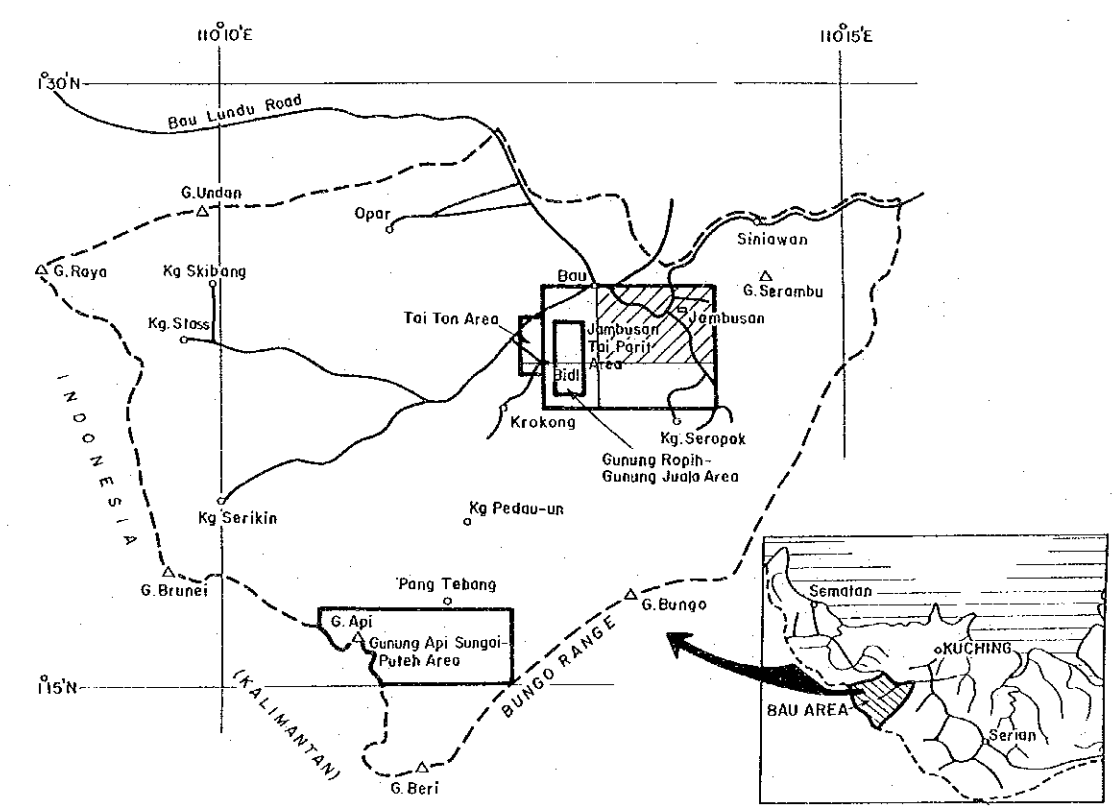 110°10'E
110°15'E
1°30'N
Bau Lundu Road
G.Undan
Opar
Siniawan
G.Raya
Kg Skibang
Bau
G.Serambu
Kg.Stass
Tai Ton Area
Jambusan
Jambusan
Tai Parit
Area
Bidi
INDONESIA
Krokong
Kg.Seropok
Gunung Ropih-
Gunung Juala Area
Kg Serikin
Kg Pedau-un
G.Brunei
Pang Tebang
G.Bungo
G.Api
Gunung Api Sungai
Puteh Area
1°15'N
BUNGO RANGE
(KALIMANTAN)
G.Beri
Sematan
KUCHING
BAU AREA
Serian